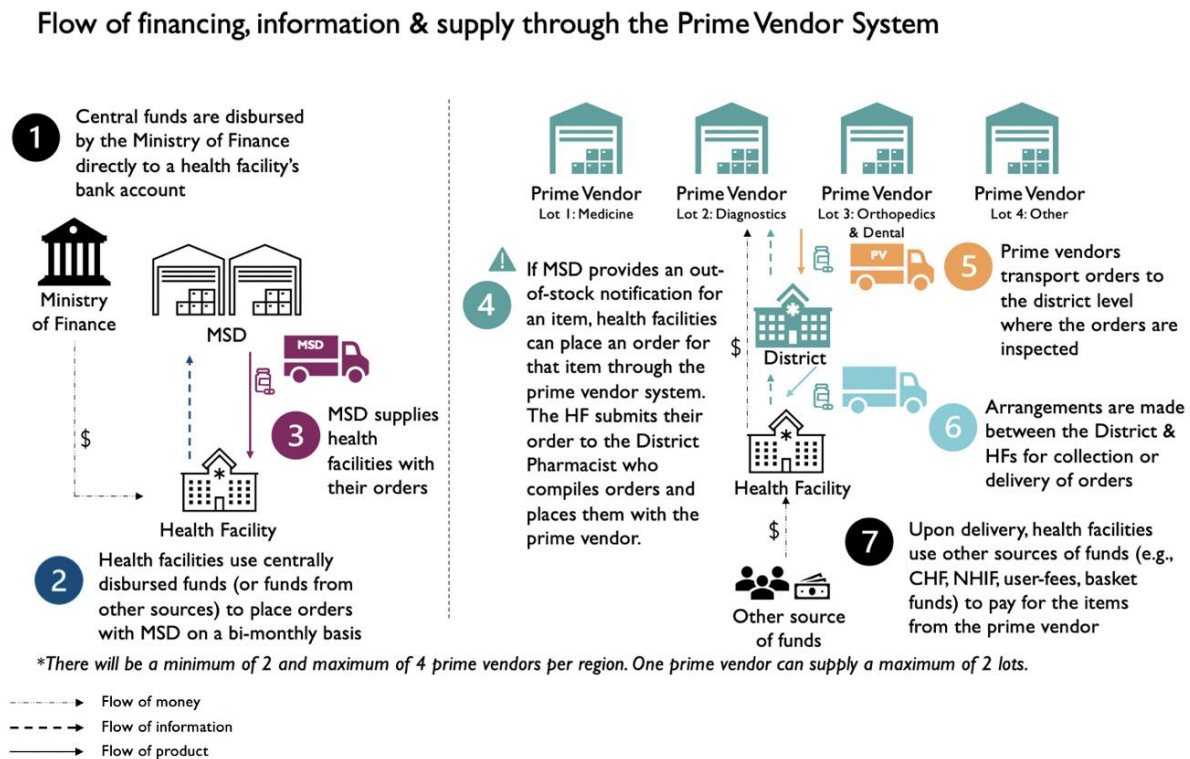 Flow of financing, information & supply through the Prime Vendor System
1
Central funds are disbursed
by the Ministry of Finance
directly to a health facility's
bank account
Ministry
of Finance
MSD
MSD
$
3
MSD supplies
health
facilities with
their orders
Health Facility
2
Health facilities use centrally
disbursed funds (or funds from
other sources) to place orders
with MSD on a bi-monthly basis
Prime Vendor
Lot 1: Medicine
Prime Vendor
Lot 2: Diagnostics
Prime Vendor
Lot 3: Orthopedics
& Dental
Prime Vendor
Lot 4: Other
4
If MSD provides an out-
of-stock notification for
an item, health facilities
can place an order for
that item through the
prime vendor system.
The HF submits their
order to the District
Pharmacist who
compiles orders and
places them with the
prime vendor.
PV
5
Prime vendors
transport orders to
the district level
where the orders are
inspected
$
District
6
Arrangements are made
between the District &
HFs for collection or
delivery of orders
Health Facility
$
Other source
of funds
7
Upon delivery, health facilities
use other sources of funds (e.g.,
CHF, NHIF, user-fees, basket
funds) to pay for the items
from the prime vendor
*There will be a minimum of 2 and maximum of 4 prime vendors per region. One prime vendor can supply a maximum of 2 lots.
Flow of money
Flow of information
Flow of product